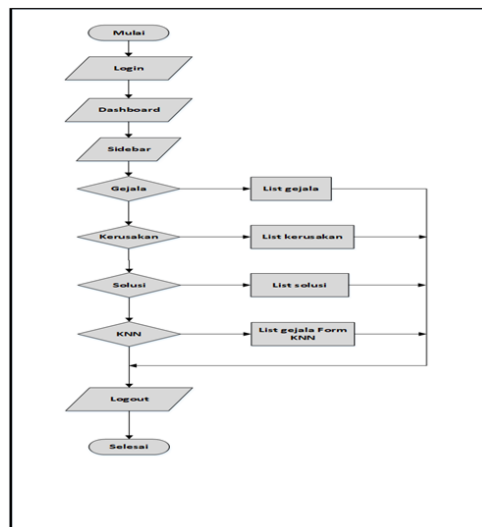 Mulai
Login
Dashboard
Sidebar
Gejala
List gejala
Kerusakan
List kerusakan
Solusi
List solusi
KNN
List gejala Form
KNN
Logout
Selesai